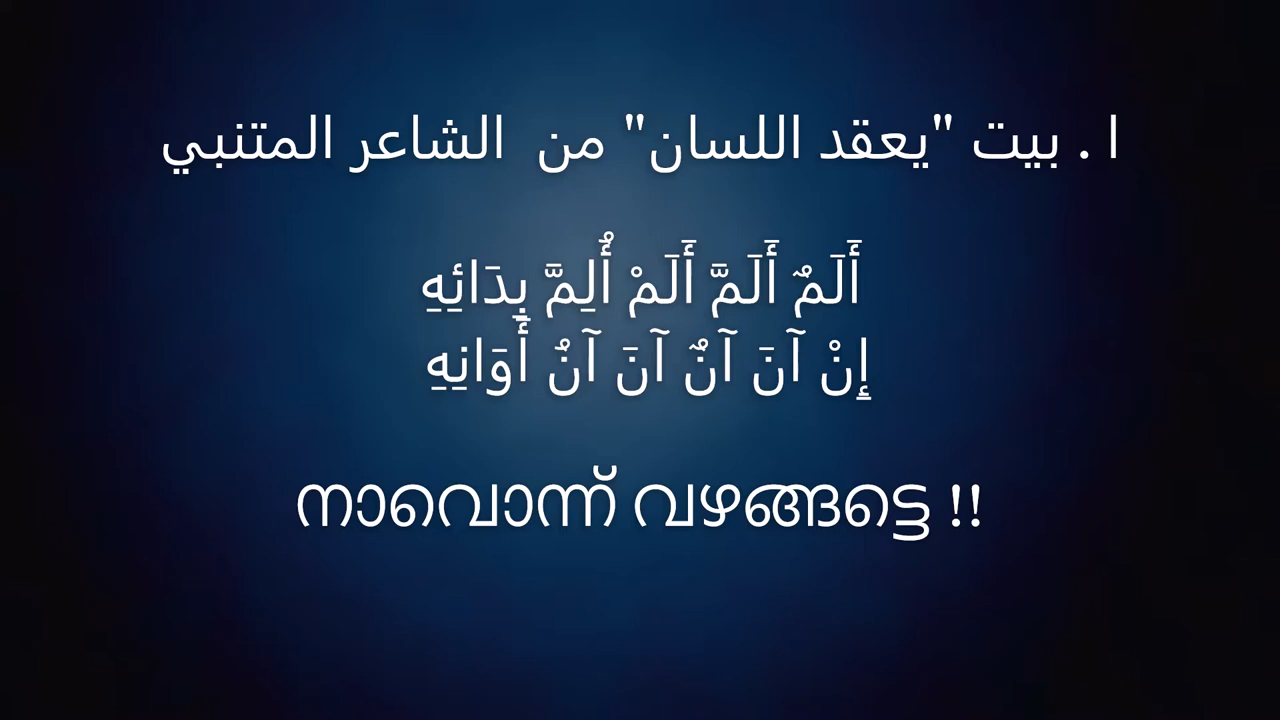 ا . بيت "يعقد اللسان" من الشاعر المتنبي
أَلَمٌ أَلَمَّ أَلَمْ أُلِمَّ بِدَائِهِ
إِنْ آنَ آنٌ آنَ آنُ أَوَانِهِ
നാവൊന്ന് വഴങ്ങട്ടെ !!